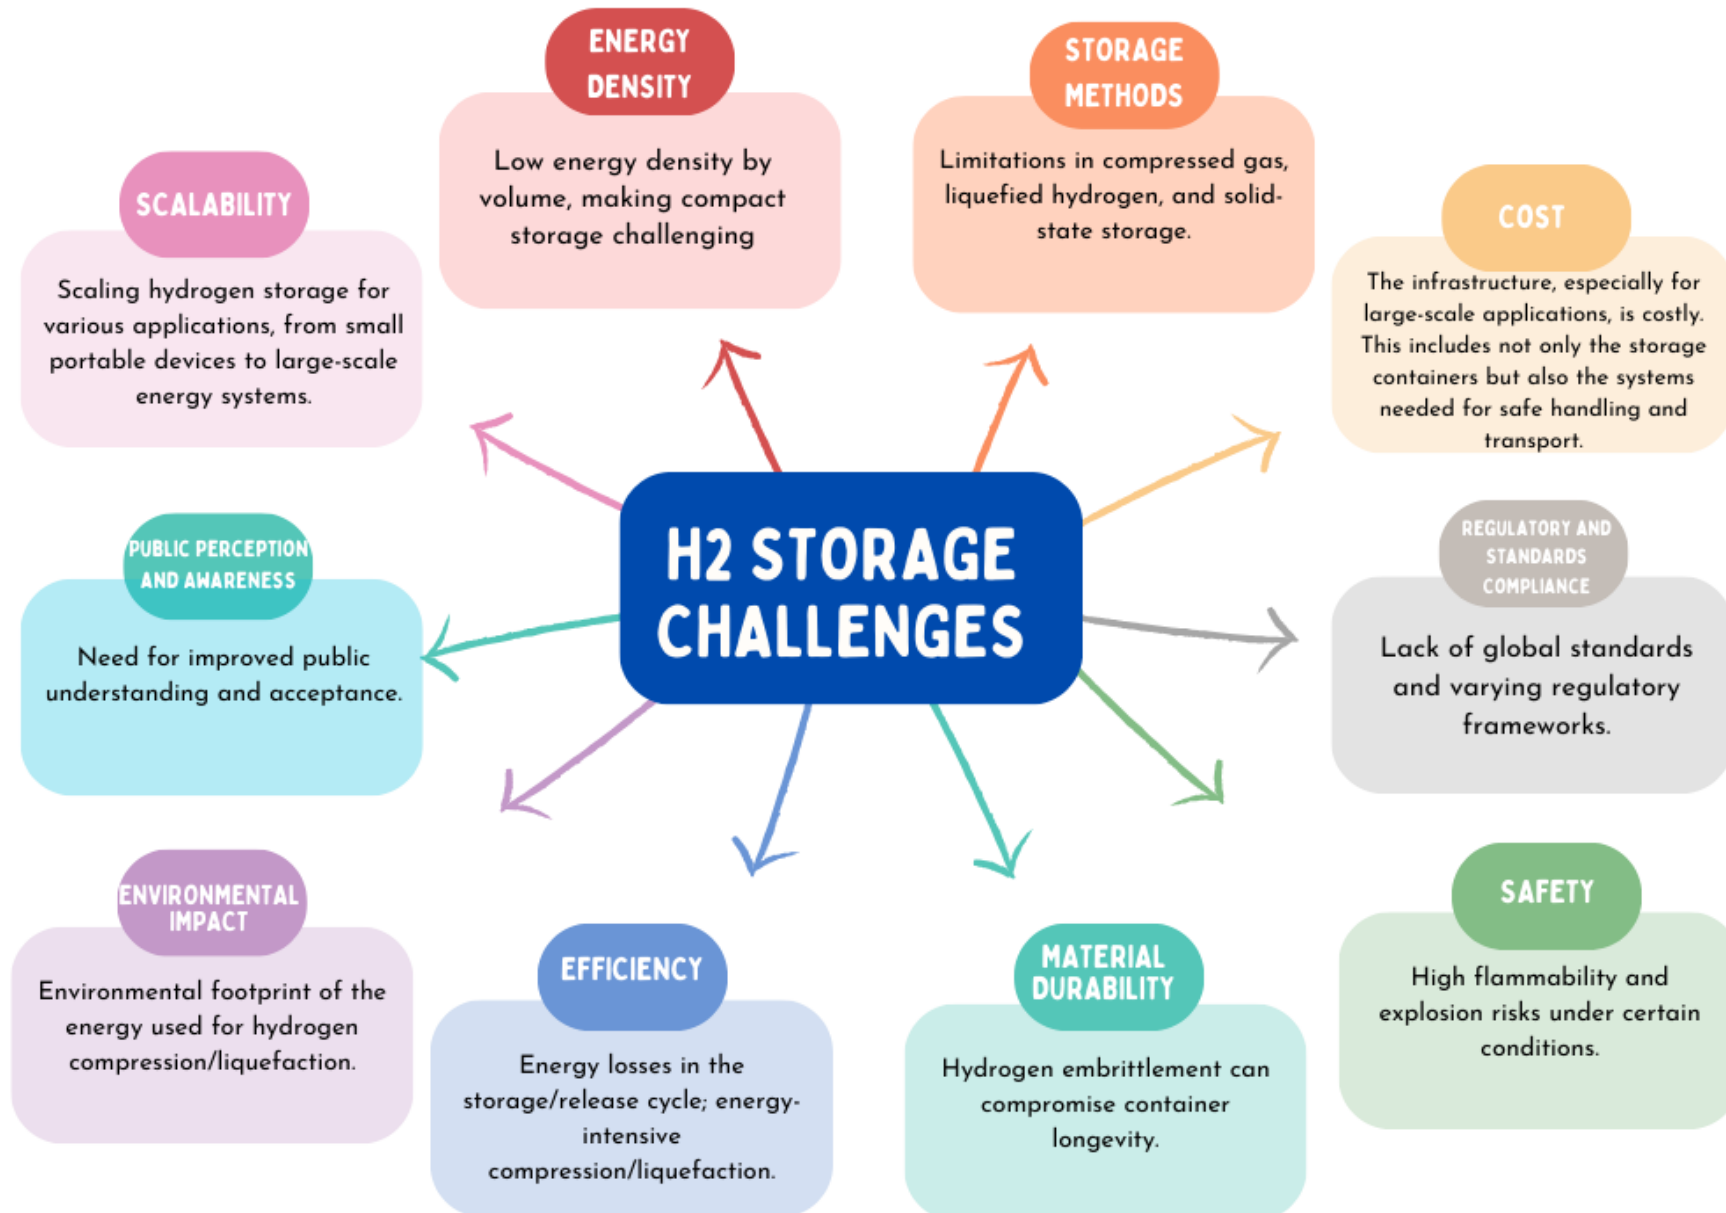 ENERGY
DENSITY
Low energy density by
volume, making compact
storage challenging
STORAGE
METHODS
Limitations in compressed gas,
liquefied hydrogen, and solid-
state storage.
SCALABILITY
Scaling hydrogen storage for
various applications, from small
portable devices to large-scale
energy systems.
COST
The infrastructure, especially for
large-scale applications, is costly.
This includes not only the storage
containers but also the systems
needed for safe handling and
transport.
H2 STORAGE
CHALLENGES
PUBLIC PERCEPTION
AND AWARENESS
Need for improved public
understanding and acceptance.
REGULATORY AND
STANDARDS
COMPLIANCE
Lack of global standards
and varying regulatory
frameworks.
ENVIRONMENTAL
IMPACT
Environmental footprint of the
energy used for hydrogen
compression/liquefaction.
EFFICIENCY
Energy losses in the
storage/release cycle; energy-
intensive
compression/liquefaction.
MATERIAL
DURABILITY
Hydrogen embrittlement can
compromise container
longevity.
SAFETY
High flammability and
explosion risks under certain
conditions.